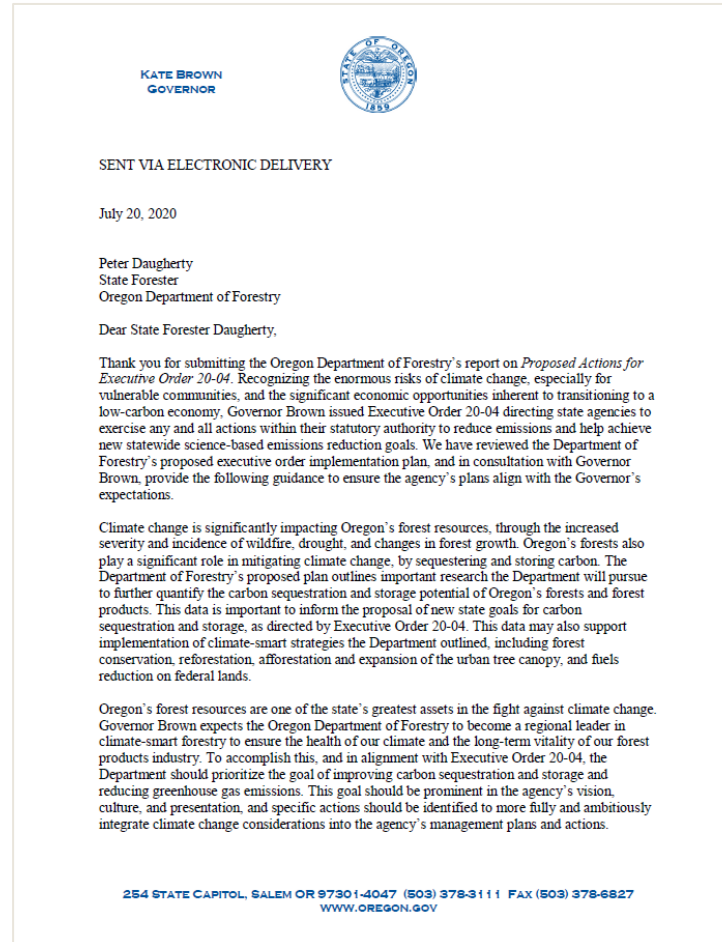 KATE BROWN
GOVERNOR
STATE OF OREGON
1859
SENT VIA ELECTRONIC DELIVERY
July 20, 2020
Peter Daugherty
State Forester
Oregon Department of Forestry
Dear State Forester Daugherty,
Thank you for submitting the Oregon Department of Forestry's report on Proposed Actions for
Executive Order 20-04. Recognizing the enormous risks of climate change, especially for
vulnerable communities, and the significant economic opportunities inherent to transitioning to a
low-carbon economy, Governor Brown issued Executive Order 20-04 directing state agencies to
exercise any and all actions within their statutory authority to reduce emissions and help achieve
new statewide science-based emissions reduction goals. We have reviewed the Department of
Forestry's proposed executive order implementation plan, and in consultation with Governor
Brown, provide the following guidance to ensure the agency's plans align with the Governor's
expectations.
Climate change is significantly impacting Oregon's forest resources, through the increased
severity and incidence of wildfire, drought, and changes in forest growth. Oregon's forests also
play a significant role in mitigating climate change, by sequestering and storing carbon. The
Department of Forestry's proposed plan outlines important research the Department will pursue
to further quantify the carbon sequestration and storage potential of Oregon's forests and forest
products. This data is important to inform the proposal of new state goals for carbon
sequestration and storage, as directed by Executive Order 20-04. This data may also support
implementation of climate-smart strategies the Department outlined, including forest
conservation, reforestation, afforestation and expansion of the urban tree canopy, and fuels
reduction on federal lands.
Oregon's forest resources are one of the state's greatest assets in the fight against climate change.
Governor Brown expects the Oregon Department of Forestry to become a regional leader in
climate-smart forestry to ensure the health of our climate and the long-term vitality of our forest
products industry. To accomplish this, and in alignment with Executive Order 20-04, the
Department should prioritize the goal of improving carbon sequestration and storage and
reducing greenhouse gas emissions. This goal should be prominent in the agency's vision,
culture, and presentation, and specific actions should be identified to more fully and ambitiously
integrate climate change considerations into the agency's management plans and actions.
254 STATE CAPITOL, SALEM OR 97301-4047 (503) 378-3111 FAX (503) 378-6827
WWW.OREGON.GOV